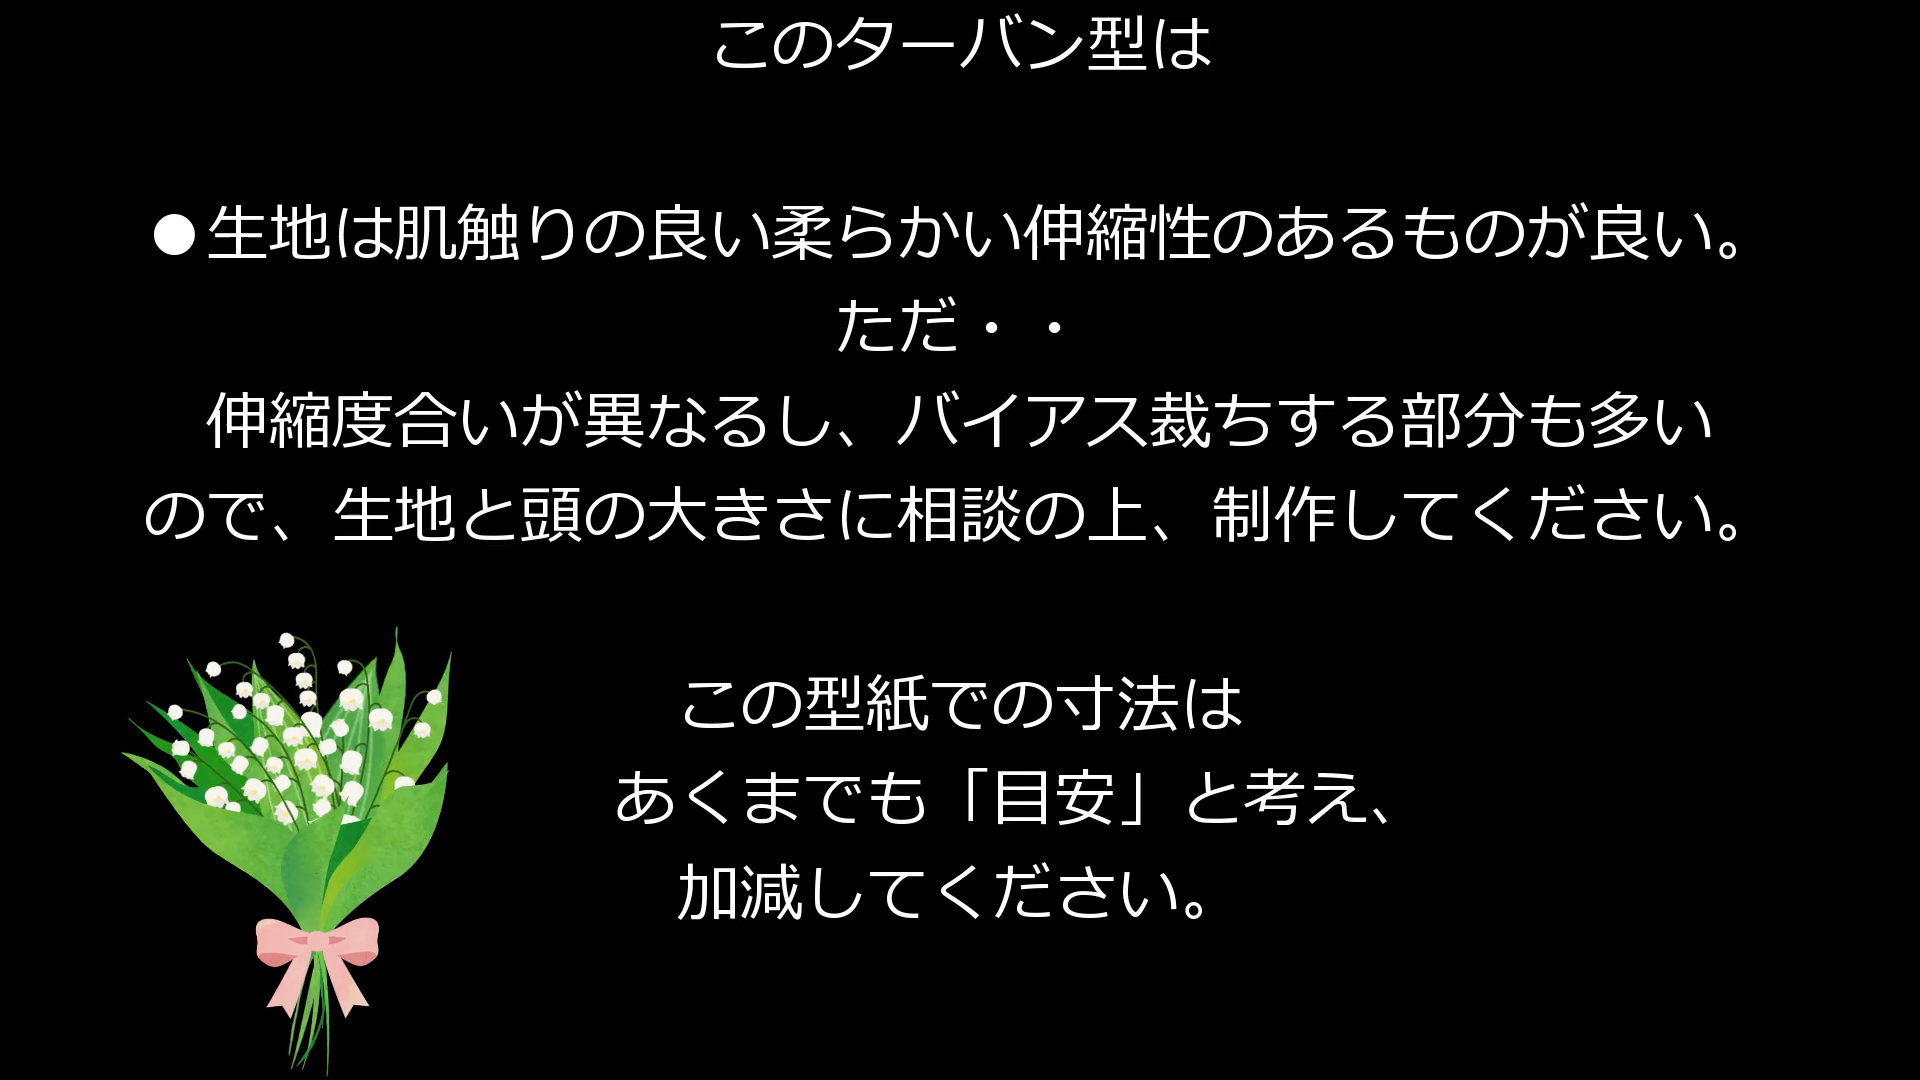 このターバン型は
●生地は肌触りの良い柔らかい伸縮性のあるものが良い。
ただ・・
伸縮度合いが異なるし、バイアス裁ちする部分も多い
ので、生地と頭の大きさに相談の上、制作してください。
この型紙での寸法は
あくまでも「目安」と考え、
加減してください。